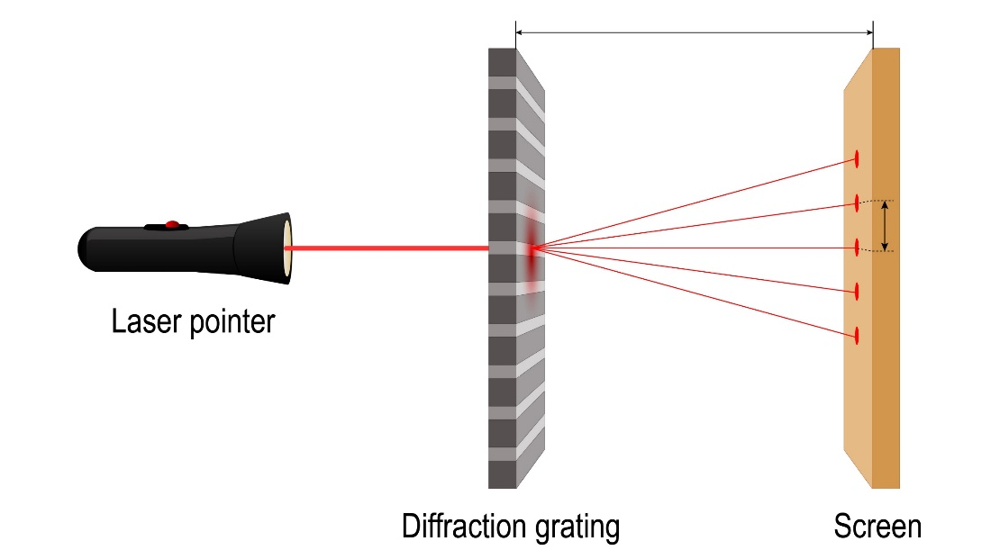 Laser pointer
Diffraction grating
Screen